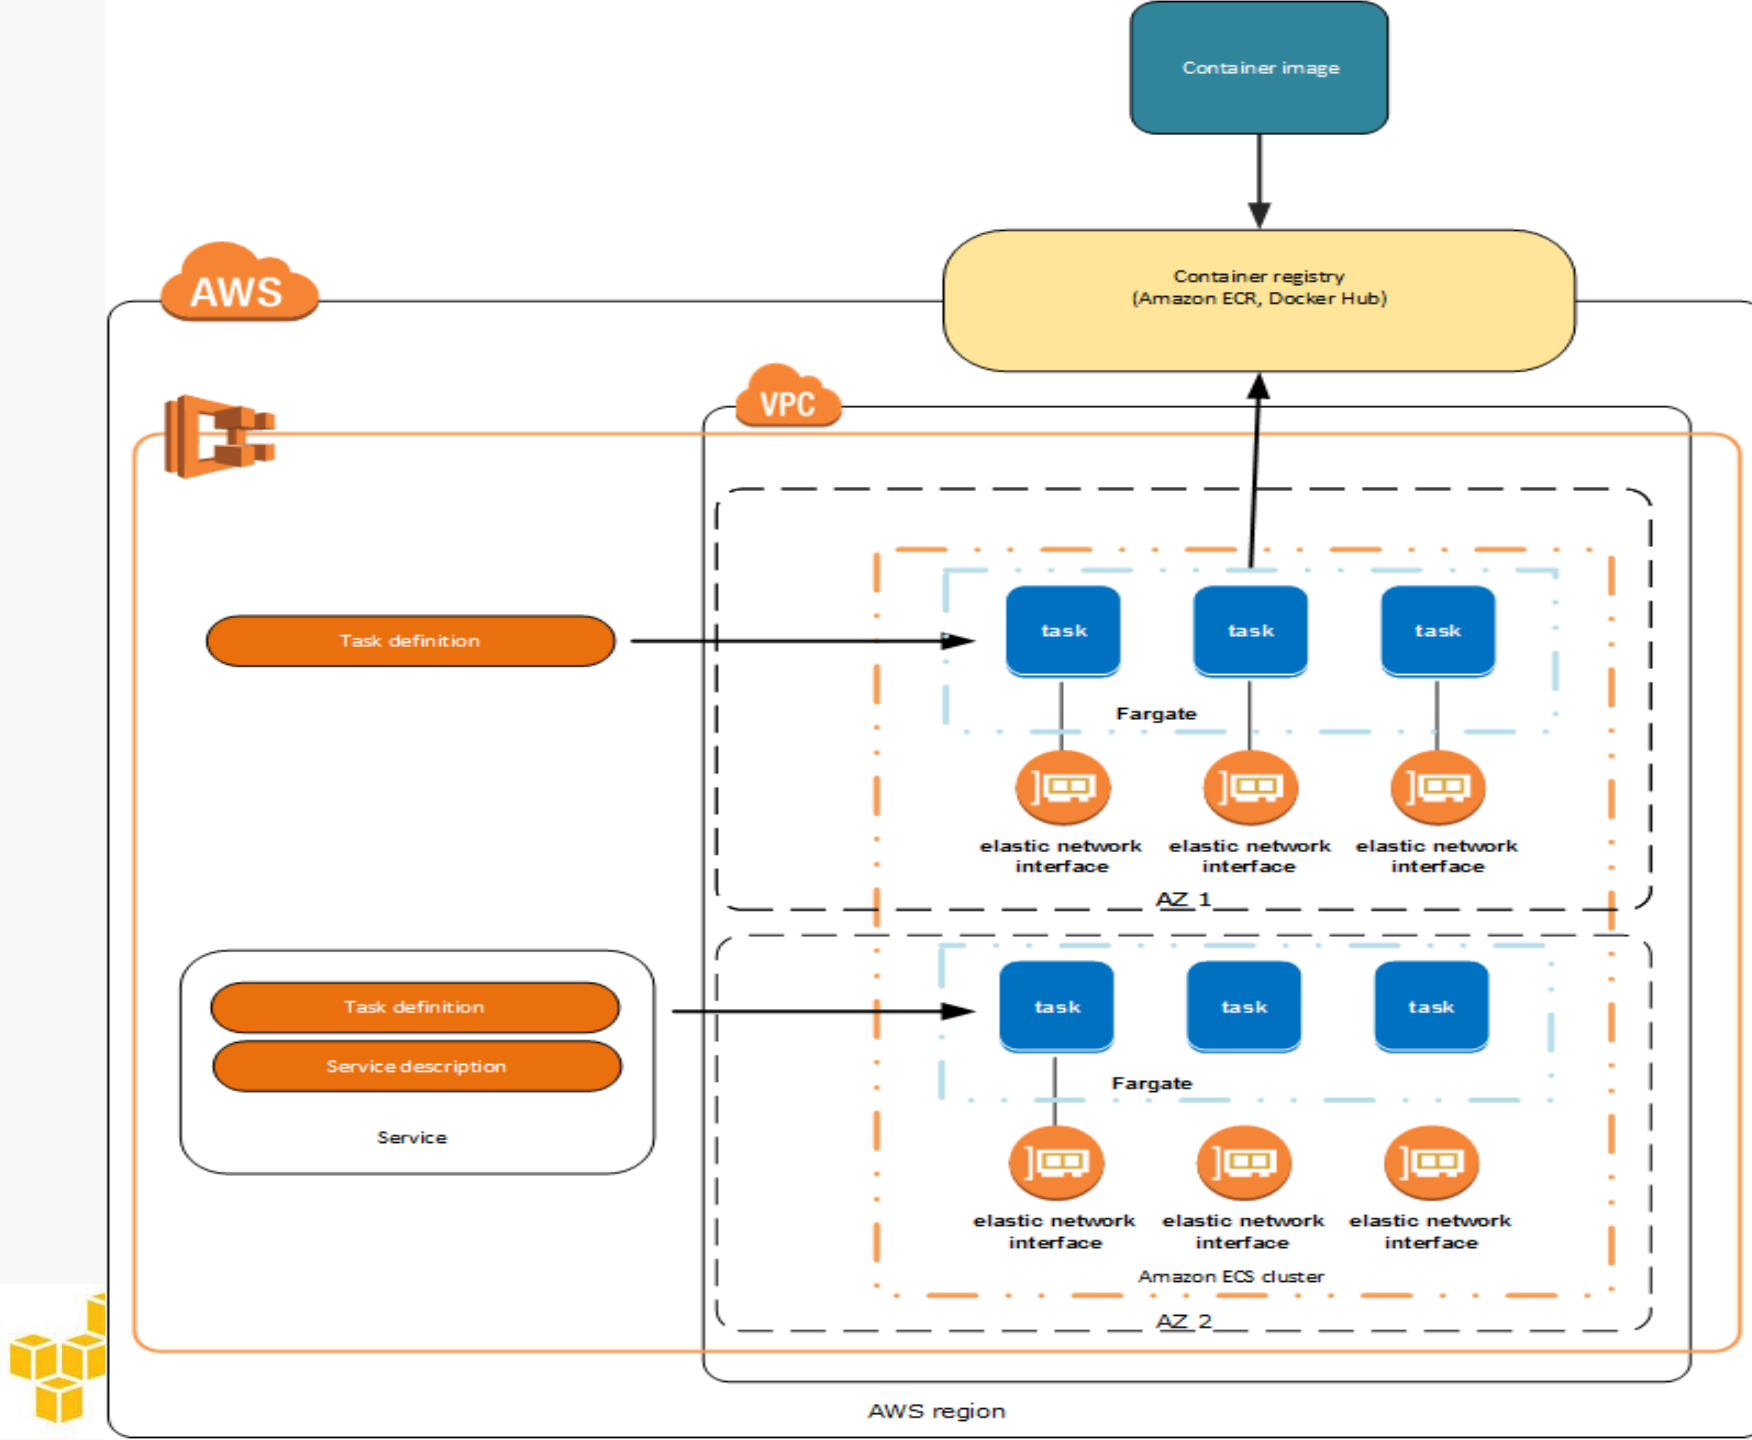 Container image
Container registry
(Amazon ECR, Docker Hub)
AWS
VPC
Task definition
task
task
task
Fargate
elastic network
interface
elastic network
interface
elastic network
interface
AZ 1
Task definition
Service description
Service
task
task
task
Fargate
elastic network
interface
elastic network
interface
elastic network
interface
Amazon ECS cluster
AZ 2
AWS region